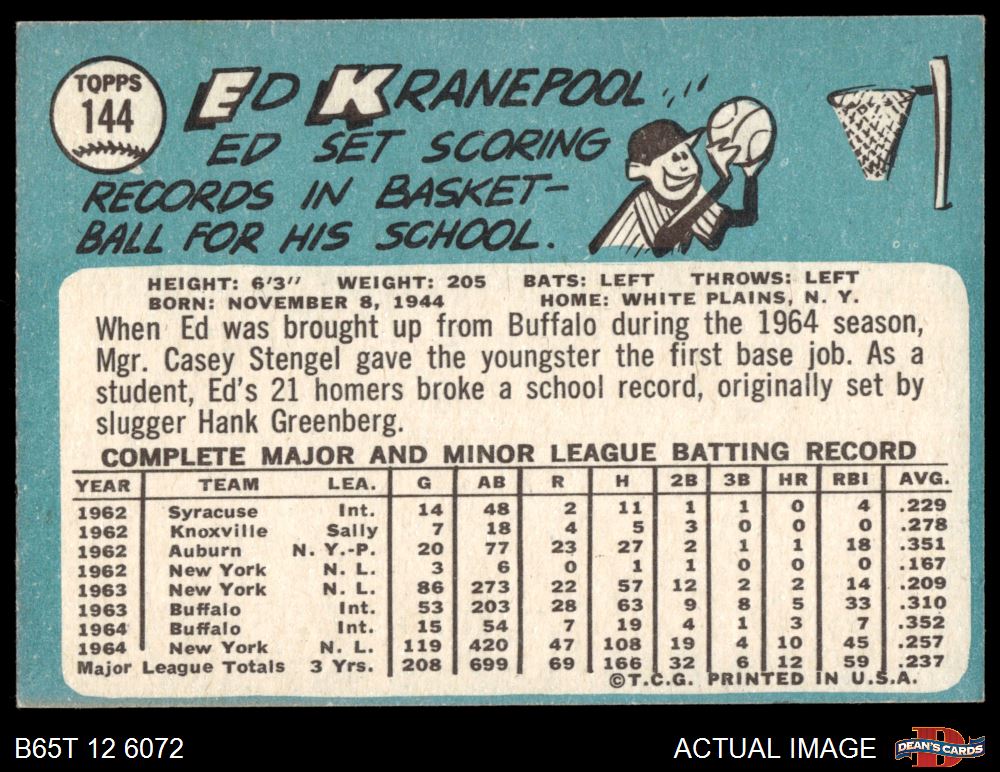 TOPPS
144
ED KRANEPOOL...
ED SET SCORING
RECORDS IN BASKET-
BALL FOR HIS SCHOOL.
HEIGHT: 6'3" WEIGHT: 205 BATS: LEFT THROWS: LEFT
BORN: NOVEMBER 8, 1944 HOME: WHITE PLAINS, N. Y.
When Ed was brought up from Buffalo during the 1964 season,
Mgr. Casey Stengel gave the youngster the first base job. As a
student, Ed's 21 homers broke a school record, originally set by
slugger Hank Greenberg.
COMPLETE MAJOR AND MINOR LEAGUE BATTING RECORD
YEAR TEAM LEA. G AB R H 2B 3B HR RBI AVG.
1962 Syracuse Int. 14 48 2 11 1 1 0 4 .229
1962 Knoxville Sally 7 18 4 5 3 0 0 0 .278
1962 Auburn N. Y.-P. 20 77 23 27 2 1 1 18 .351
1962 New York N. L. 3 6 0 1 1 0 0 0 .167
1963 New York N. L. 86 273 22 57 12 2 2 14 .209
1963 Buffalo Int. 53 203 28 63 9 8 5 33 .310
1964 Buffalo Int. 15 54 7 19 4 1 3 7 .352
1964 New York N. L. 119 420 47 108 19 4 10 45 .257
Major League Totals 3 Yrs. 208 699 69 166 32 6 12 59 .237
©T.C.G. PRINTED IN U.S.A.
B65T 12 6072 ACTUAL IMAGE DEAN'S CARDS